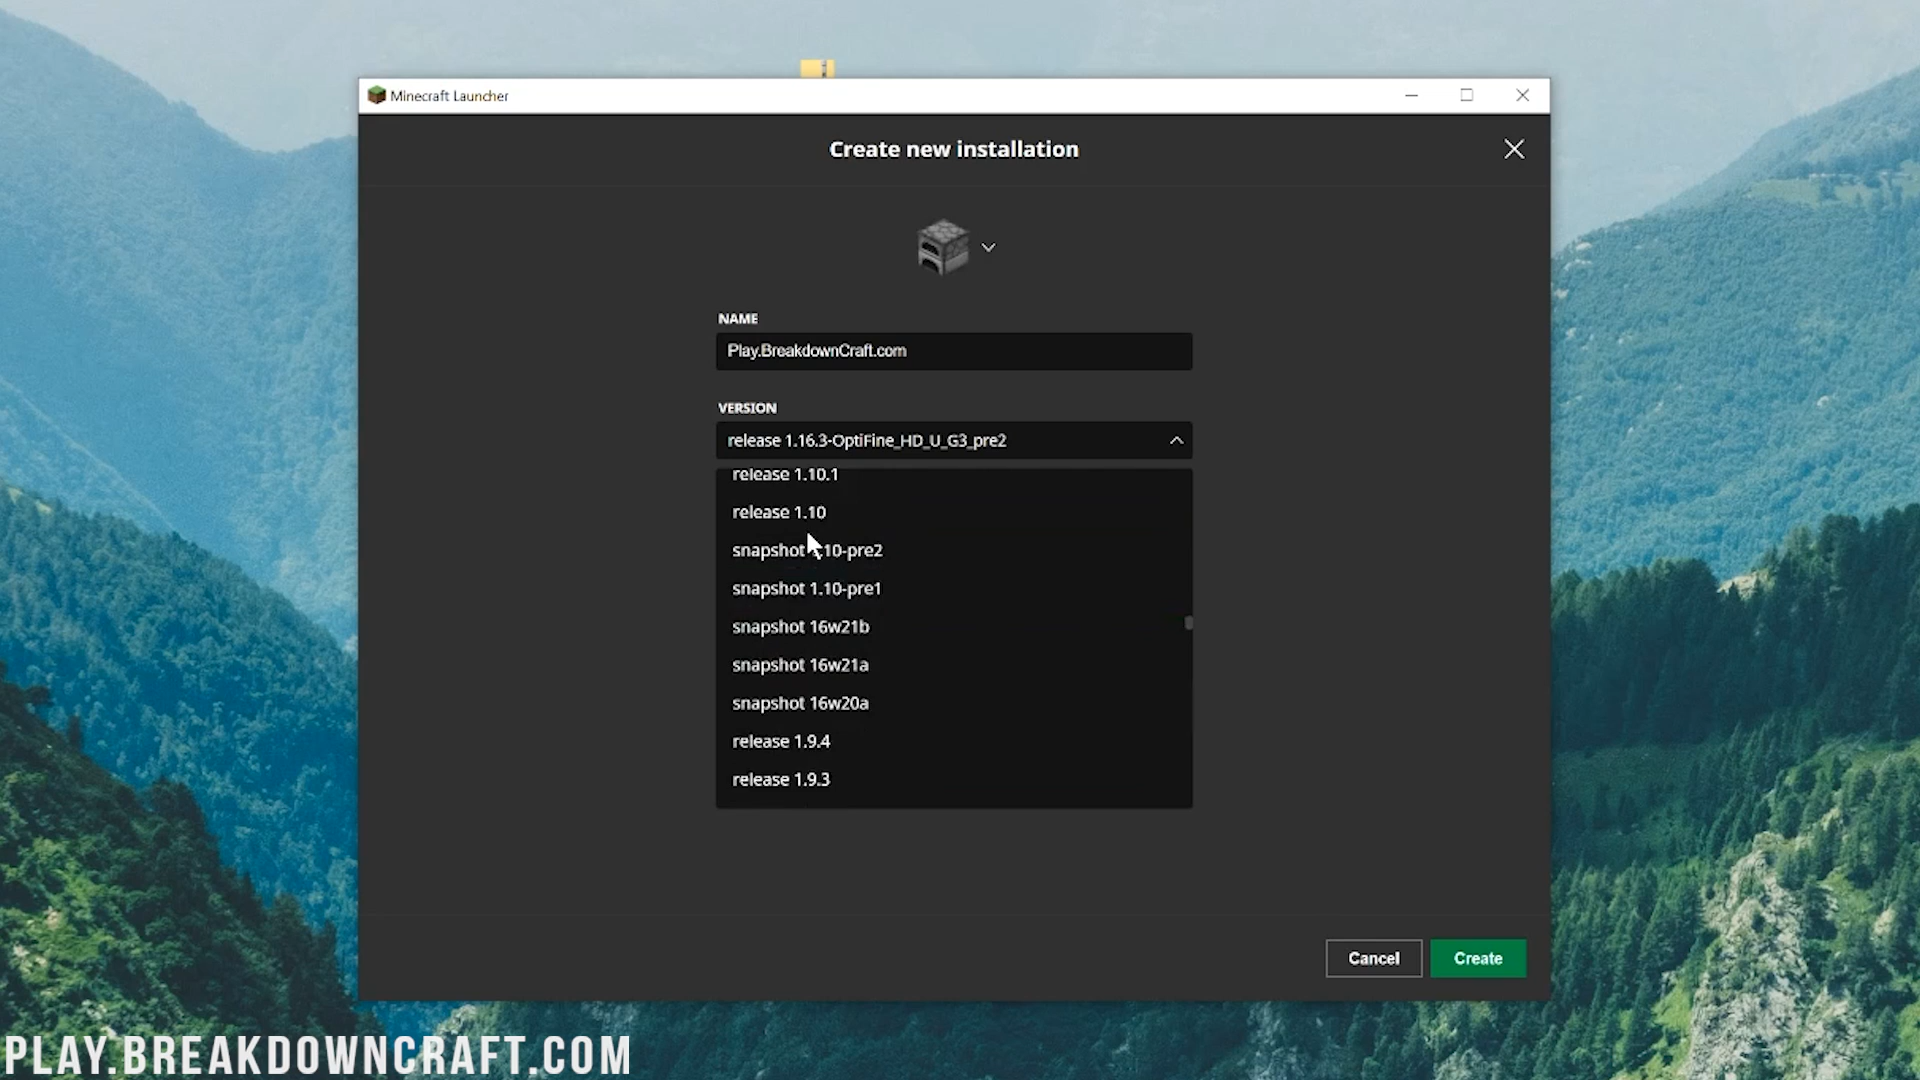 Minecraft Launcher
Create new installation
NAME
Play.BreakdownCraft.com
VERSION
release 1.16.3-OptiFine_HD_U_G3_pre2
release 1.10.1
release 1.10
snapshot 1.10-pre2
snapshot 1.10-pre1
snapshot 16w21b
snapshot 16w21a
snapshot 16w20a
release 1.9.4
release 1.9.3
Cancel
Create
PLAY.BREAKDOWNCRAFT.COM